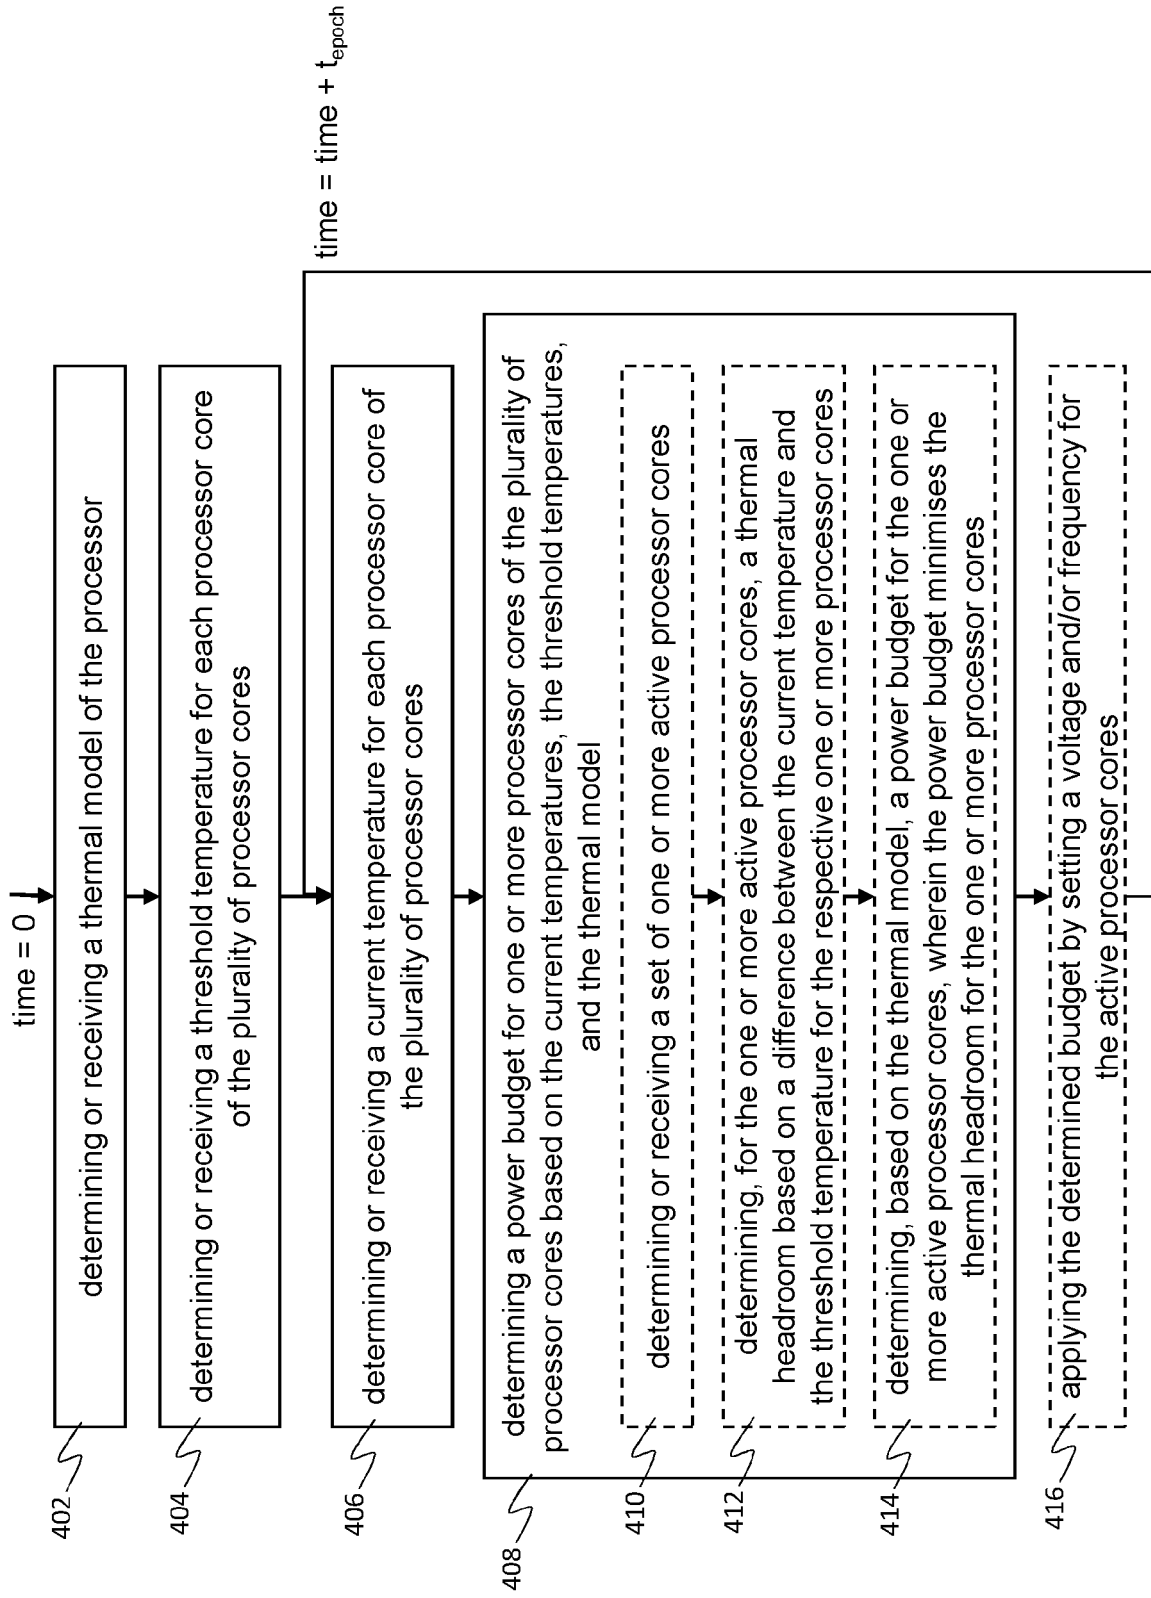 time = 0
402
determining or receiving a thermal model of the processor
404
determining or receiving a threshold temperature for each processor core
of the plurality of processor cores
time = time + tepoch
406
determining or receiving a current temperature for each processor core of
the plurality of processor cores
408
determining a power budget for one or more processor cores of the plurality of
processor cores based on the current temperatures, the threshold temperatures,
and the thermal model
410
determining or receiving a set of one or more active processor cores
412
determining, for the one or more active processor cores, a thermal
headroom based on a difference between the current temperature and
the threshold temperature for the respective one or more processor cores
414
determining, based on the thermal model, a power budget for the one or
more active processor cores, wherein the power budget minimises the
thermal headroom for the one or more processor cores
416
applying the determined budget by setting a voltage and/or frequency for
the active processor cores